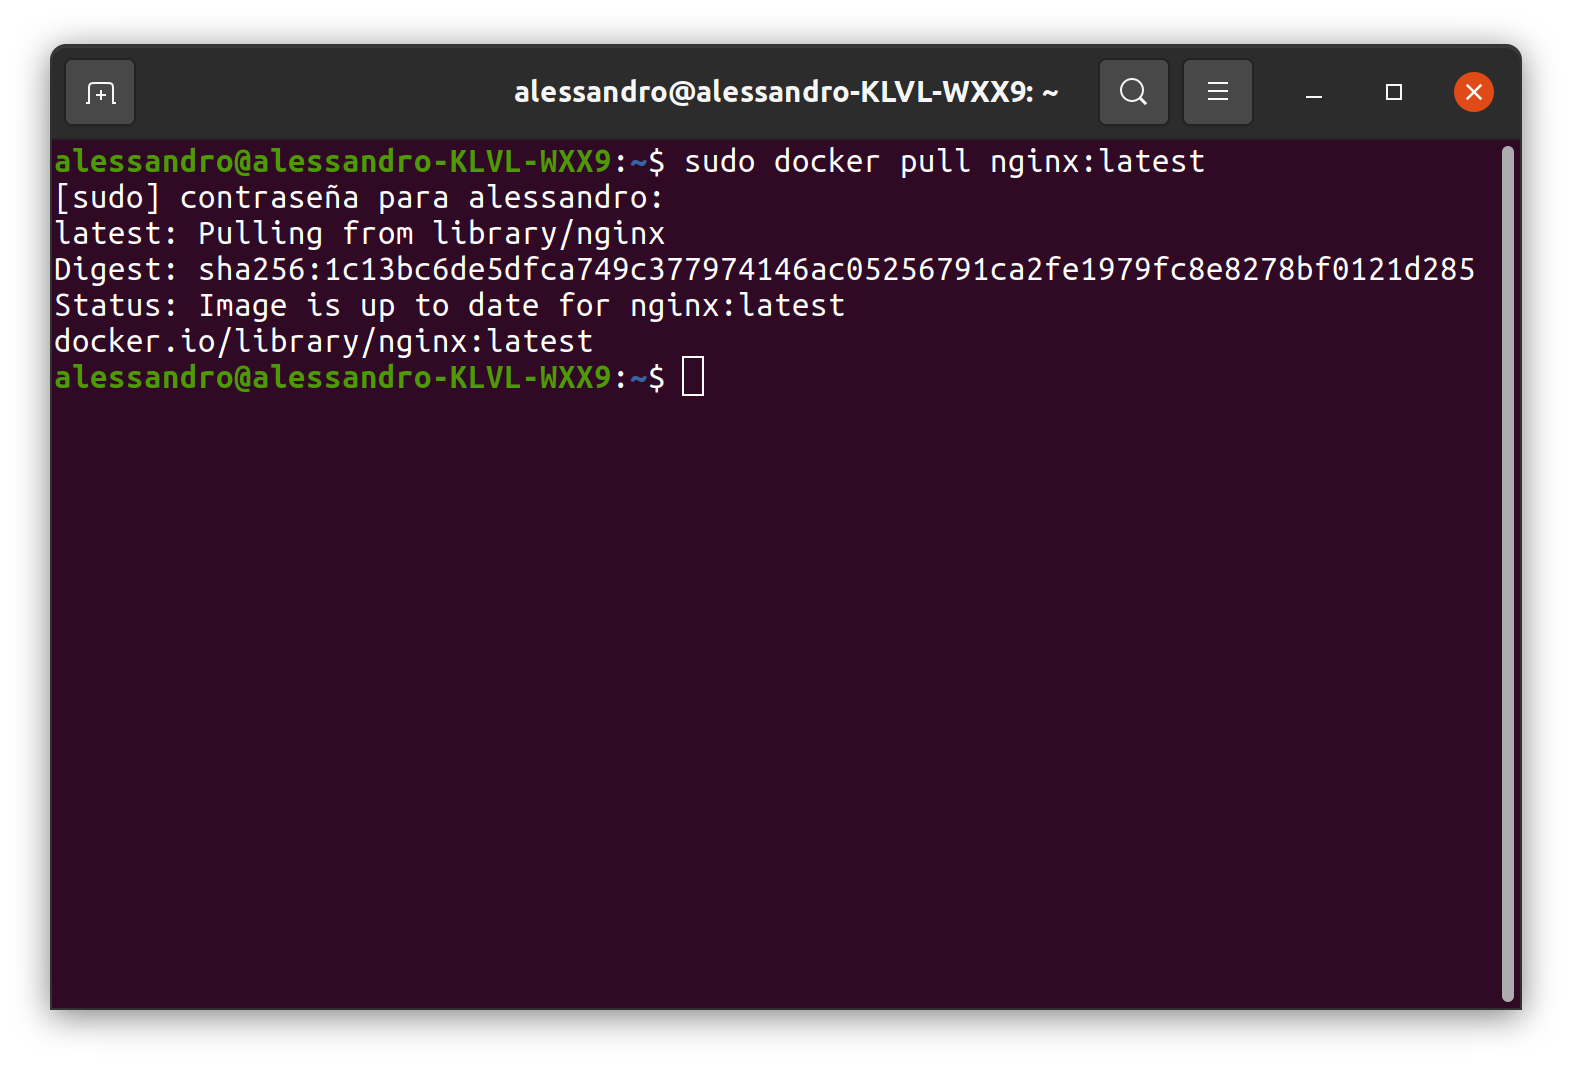 alessandro@alessandro-KLVL-WXX9: ~
alessandro@alessandro-KLVL-WXX9:~$ sudo docker pull nginx:latest
[sudo] contraseña para alessandro:
latest: Pulling from library/nginx
Digest: sha256:1c13bc6de5dfca749c377974146ac05256791ca2fe1979fc8e8278bf0121d285
Status: Image is up to date for nginx:latest
docker.io/library/nginx:latest
alessandro@alessandro-KLVL-WXX9:~$